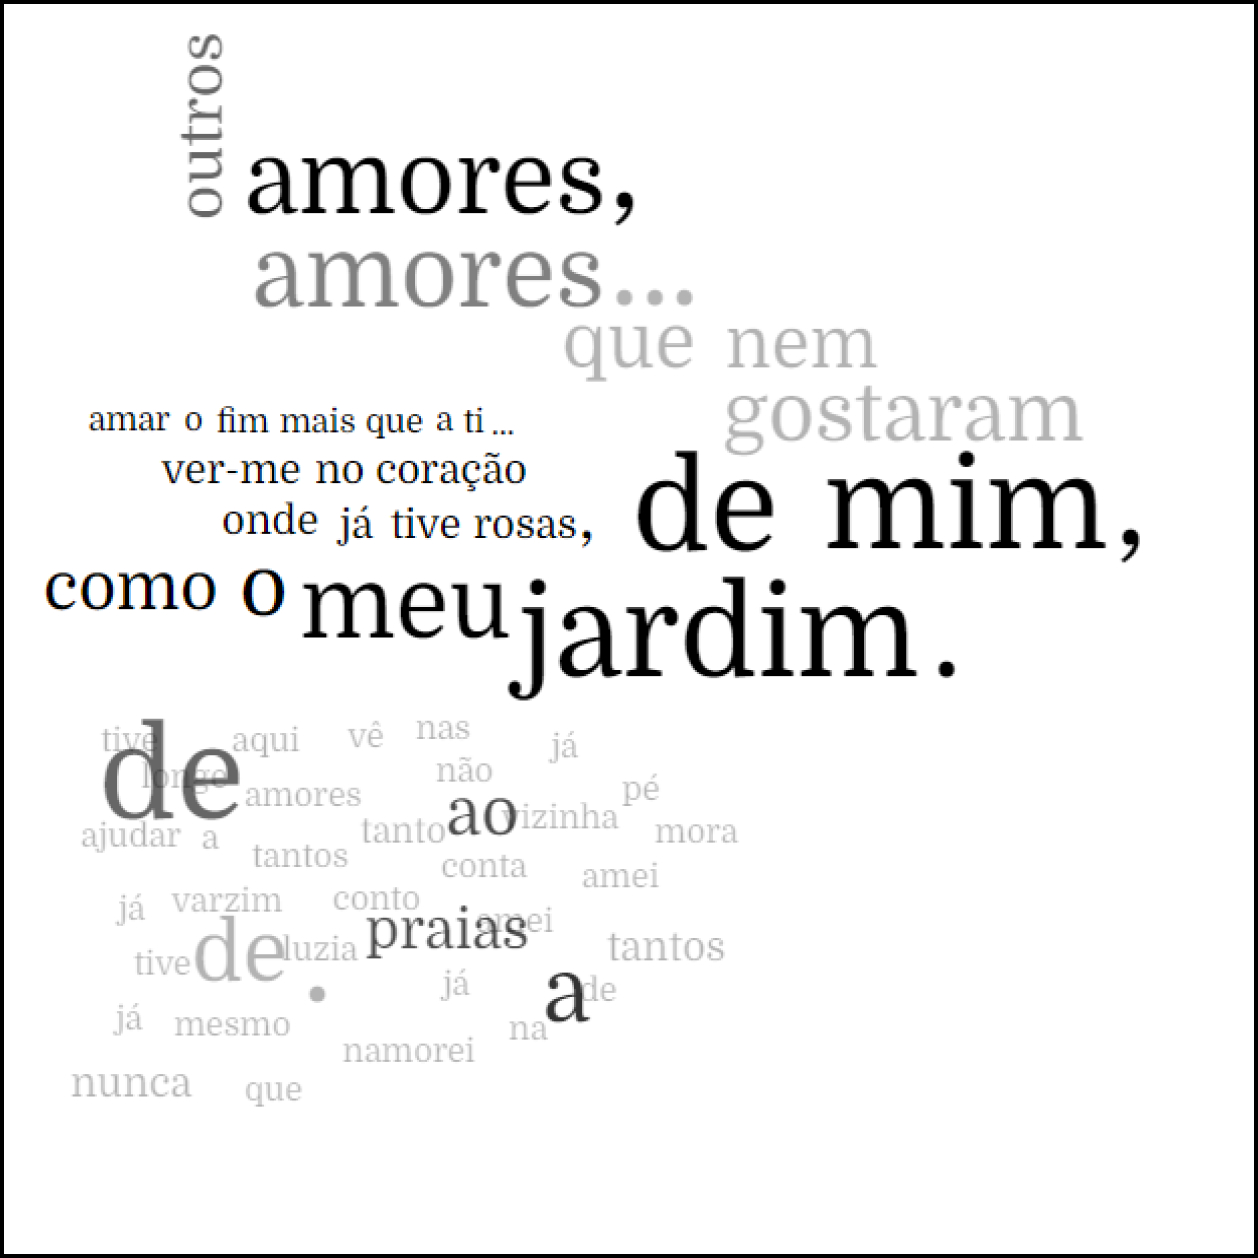 outros
amores,
amores...
que nem
gostaram
amar o fim mais que a ti ...
ver-me no coração
onde já tive rosas,
de mim,
como o meu jardim.
de
tive aqui vê nas já
longe não
amores ao vizinha pé
ajudar a tanto mora
tantos conta amei
já varzim conto
praias amei
tive de luzia tantos
. já a de
já mesmo na
namorei
nunca que